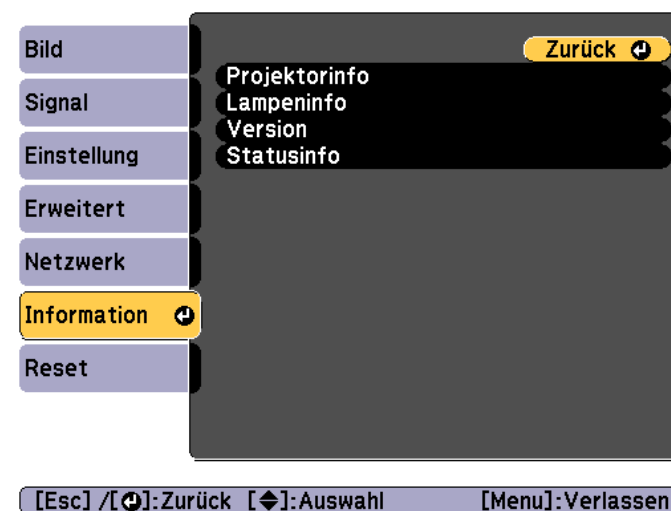 Bild
Signal
Einstellung
Erweitert
Netzwerk
Information
Reset
Zurück
Projektorinfo
Lampeninfo
Version
Statusinfo
[Esc] /[⏎]:Zurück [◆]:Auswahl [Menu]:Verlassen